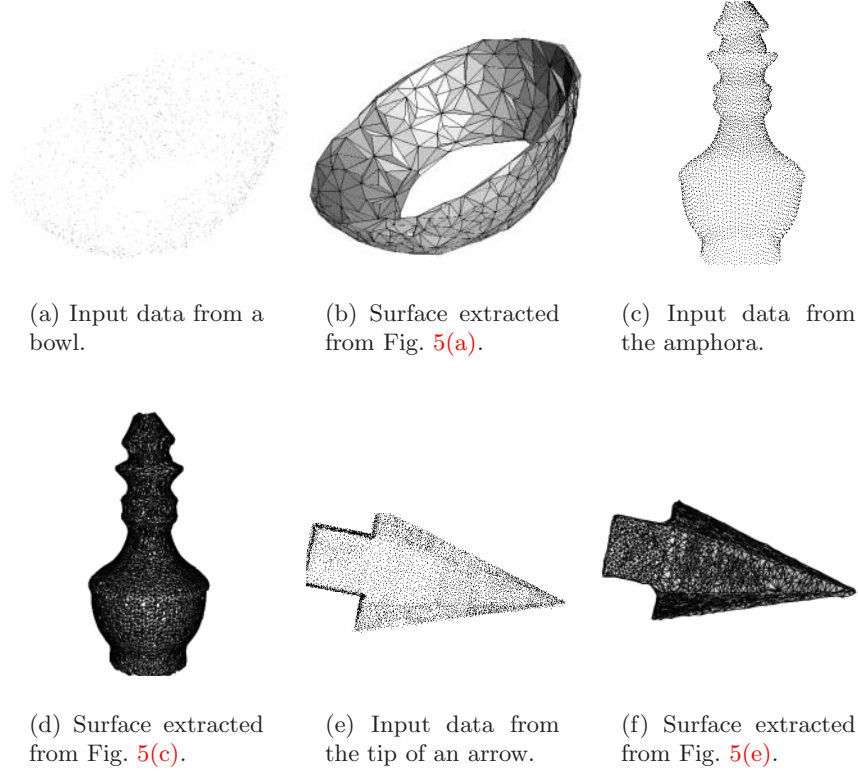 (a) Input data from a
bowl.
(b) Surface extracted
from Fig. 5(a).
(c) Input data from
the amphora.
(d) Surface extracted
from Fig. 5(c).
(e) Input data from
the tip of an arrow.
(f) Surface extracted
from Fig. 5(e).